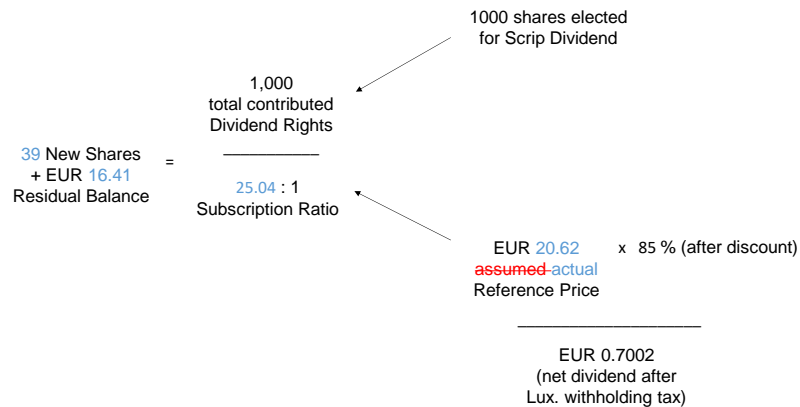 1000 shares elected
for Scrip Dividend
1,000
total contributed
Dividend Rights
39 New Shares
+ EUR 16.41
Residual Balance
=
25.04 : 1
Subscription Ratio
EUR 20.62 x 85 % (after discount)
assumed actual
Reference Price
EUR 0.7002
(net dividend after
Lux. withholding tax)